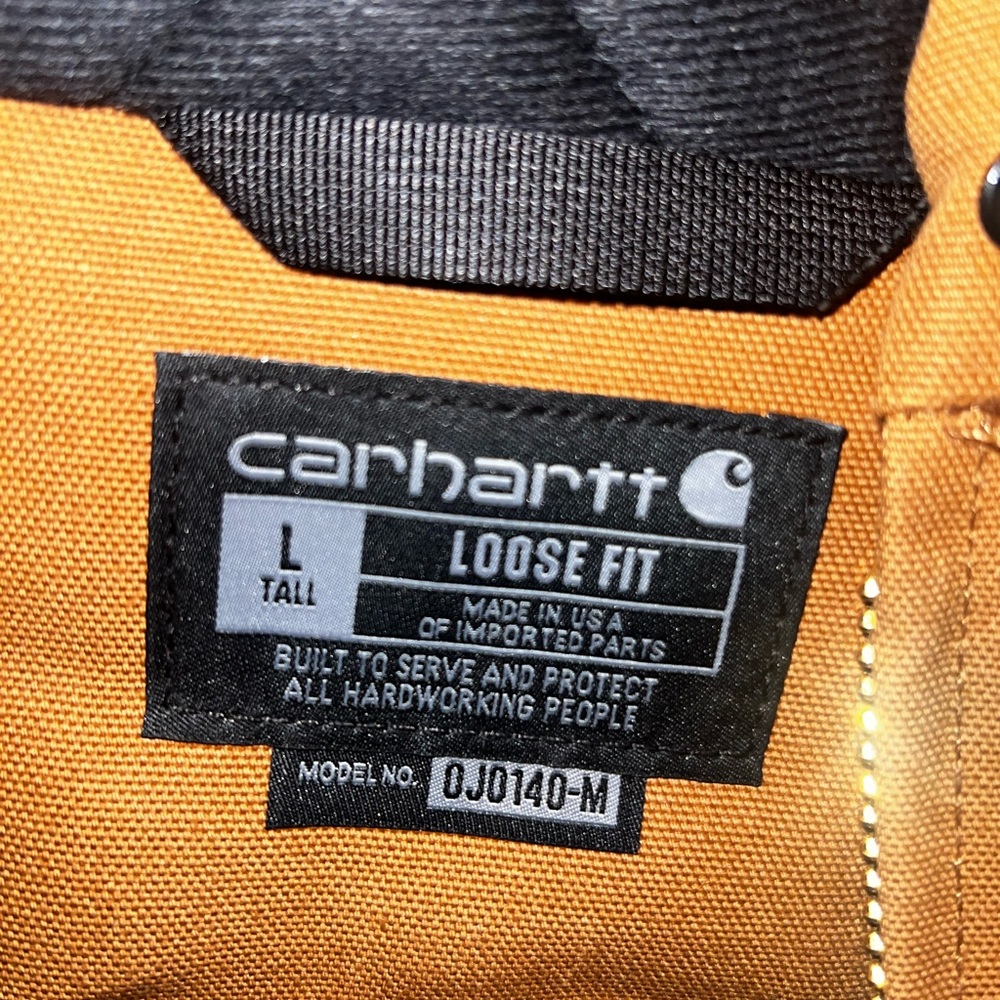 carhartt
L
TALL
LOOSE FIT
MADE IN USA
OF IMPORTED PARTS
BUILT TO SERVE AND PROTECT
ALL HARDWORKING PEOPLE
MODEL NO. 0J0140-M